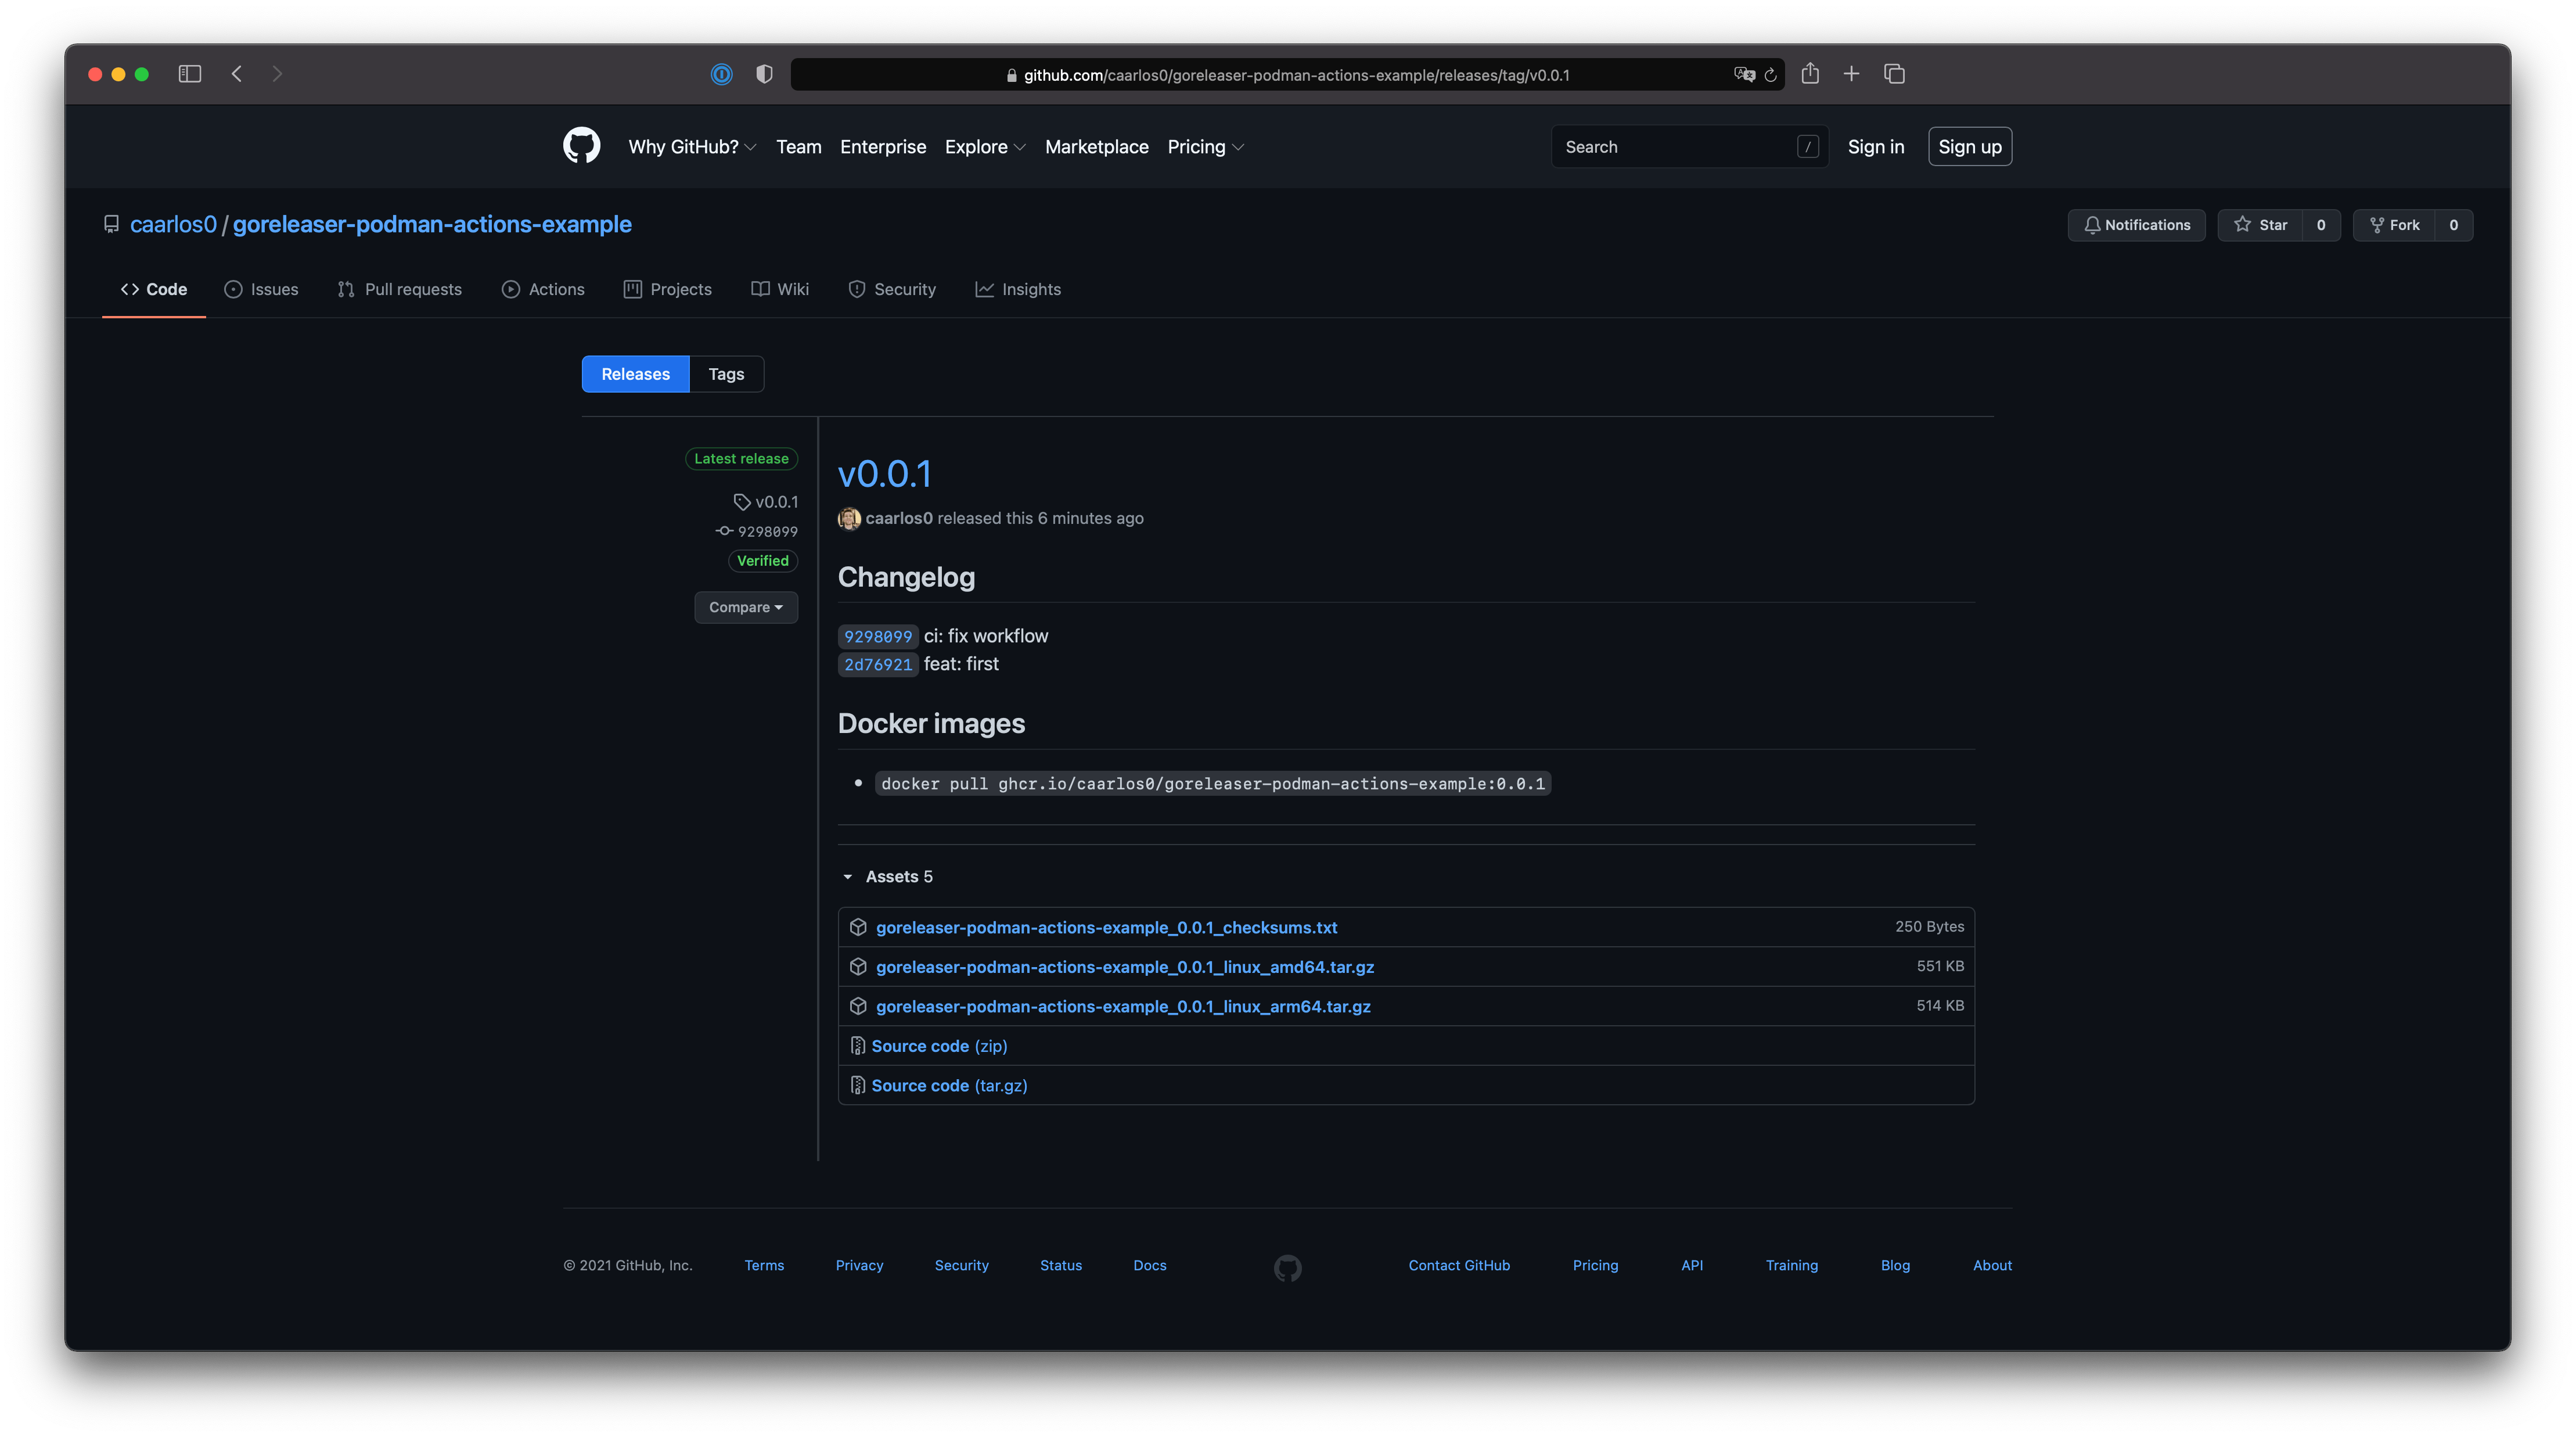 github.com/caarlos0/goreleaser-podman-actions-example/releases/tag/v0.0.1
Why GitHub? Team Enterprise Explore Marketplace Pricing Search / Sign in Sign up
caarlos0 / goreleaser-podman-actions-example Notifications Star 0 Fork 0
Code Issues Pull requests Actions Projects Wiki Security Insights
Releases Tags
Latest release
v0.0.1
9298099
Verified
Compare
v0.0.1
caarlos0 released this 6 minutes ago
Changelog
9298099 ci: fix workflow
2d76921 feat: first
Docker images
docker pull ghcr.io/caarlos0/goreleaser-podman-actions-example:0.0.1
Assets 5
goreleaser-podman-actions-example_0.0.1_checksums.txt 250 Bytes
goreleaser-podman-actions-example_0.0.1_linux_amd64.tar.gz 551 KB
goreleaser-podman-actions-example_0.0.1_linux_arm64.tar.gz 514 KB
Source code (zip)
Source code (tar.gz)
© 2021 GitHub, Inc. Terms Privacy Security Status Docs Contact GitHub Pricing API Training Blog About